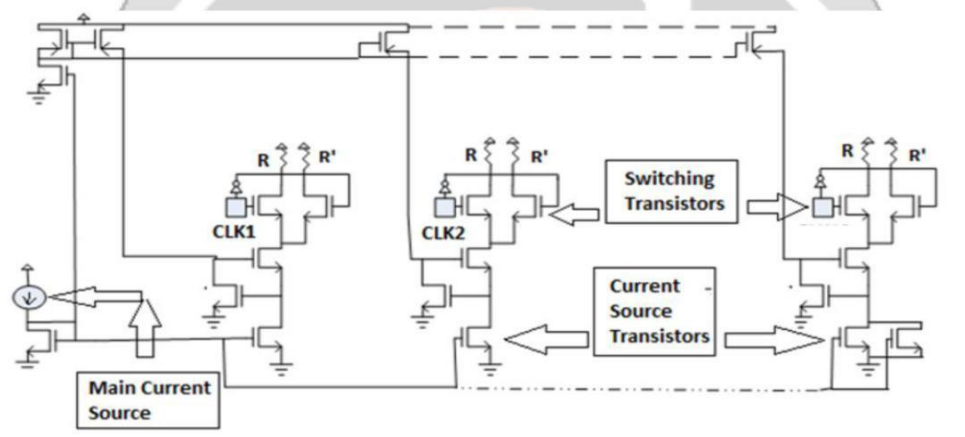 R R'
R R'
R R'
Switching
Transistors
CLK1
CLK2
Current
Source
Transistors
Main Current
Source